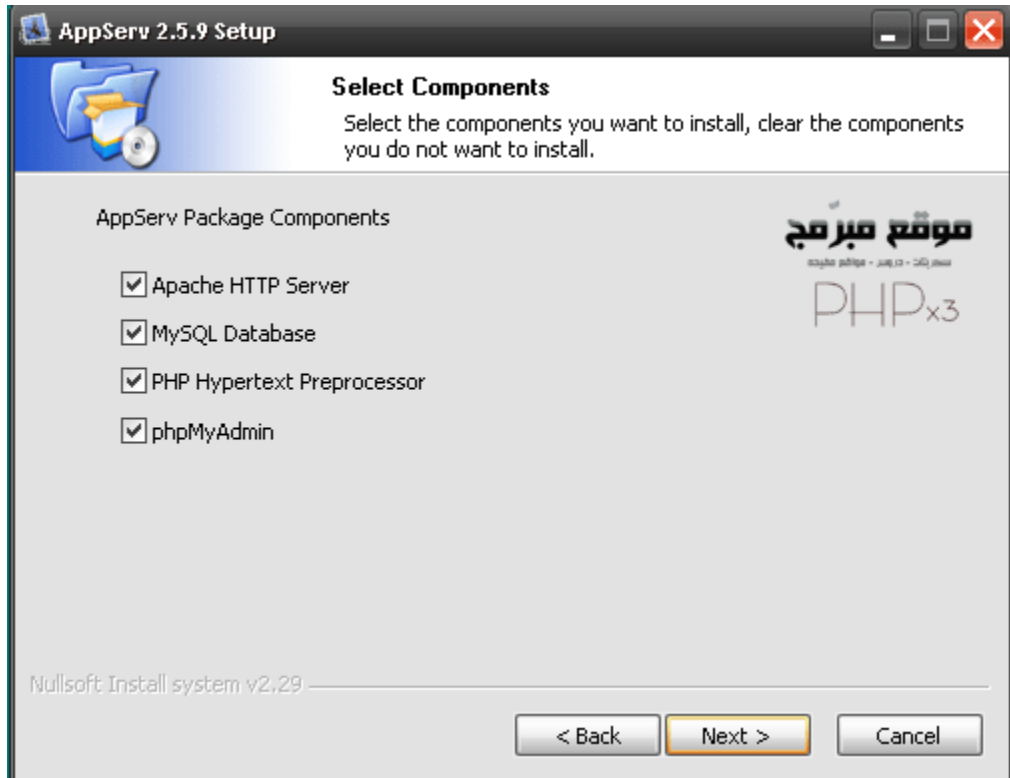 AppServ 2.5.9 Setup
Select Components
Select the components you want to install, clear the components
you do not want to install.
AppServ Package Components
موقع مبرمج
PHPx3
Apache HTTP Server
MySQL Database
PHP Hypertext Preprocessor
phpMyAdmin
Nullsoft Install system v2.29
< Back
Next >
Cancel